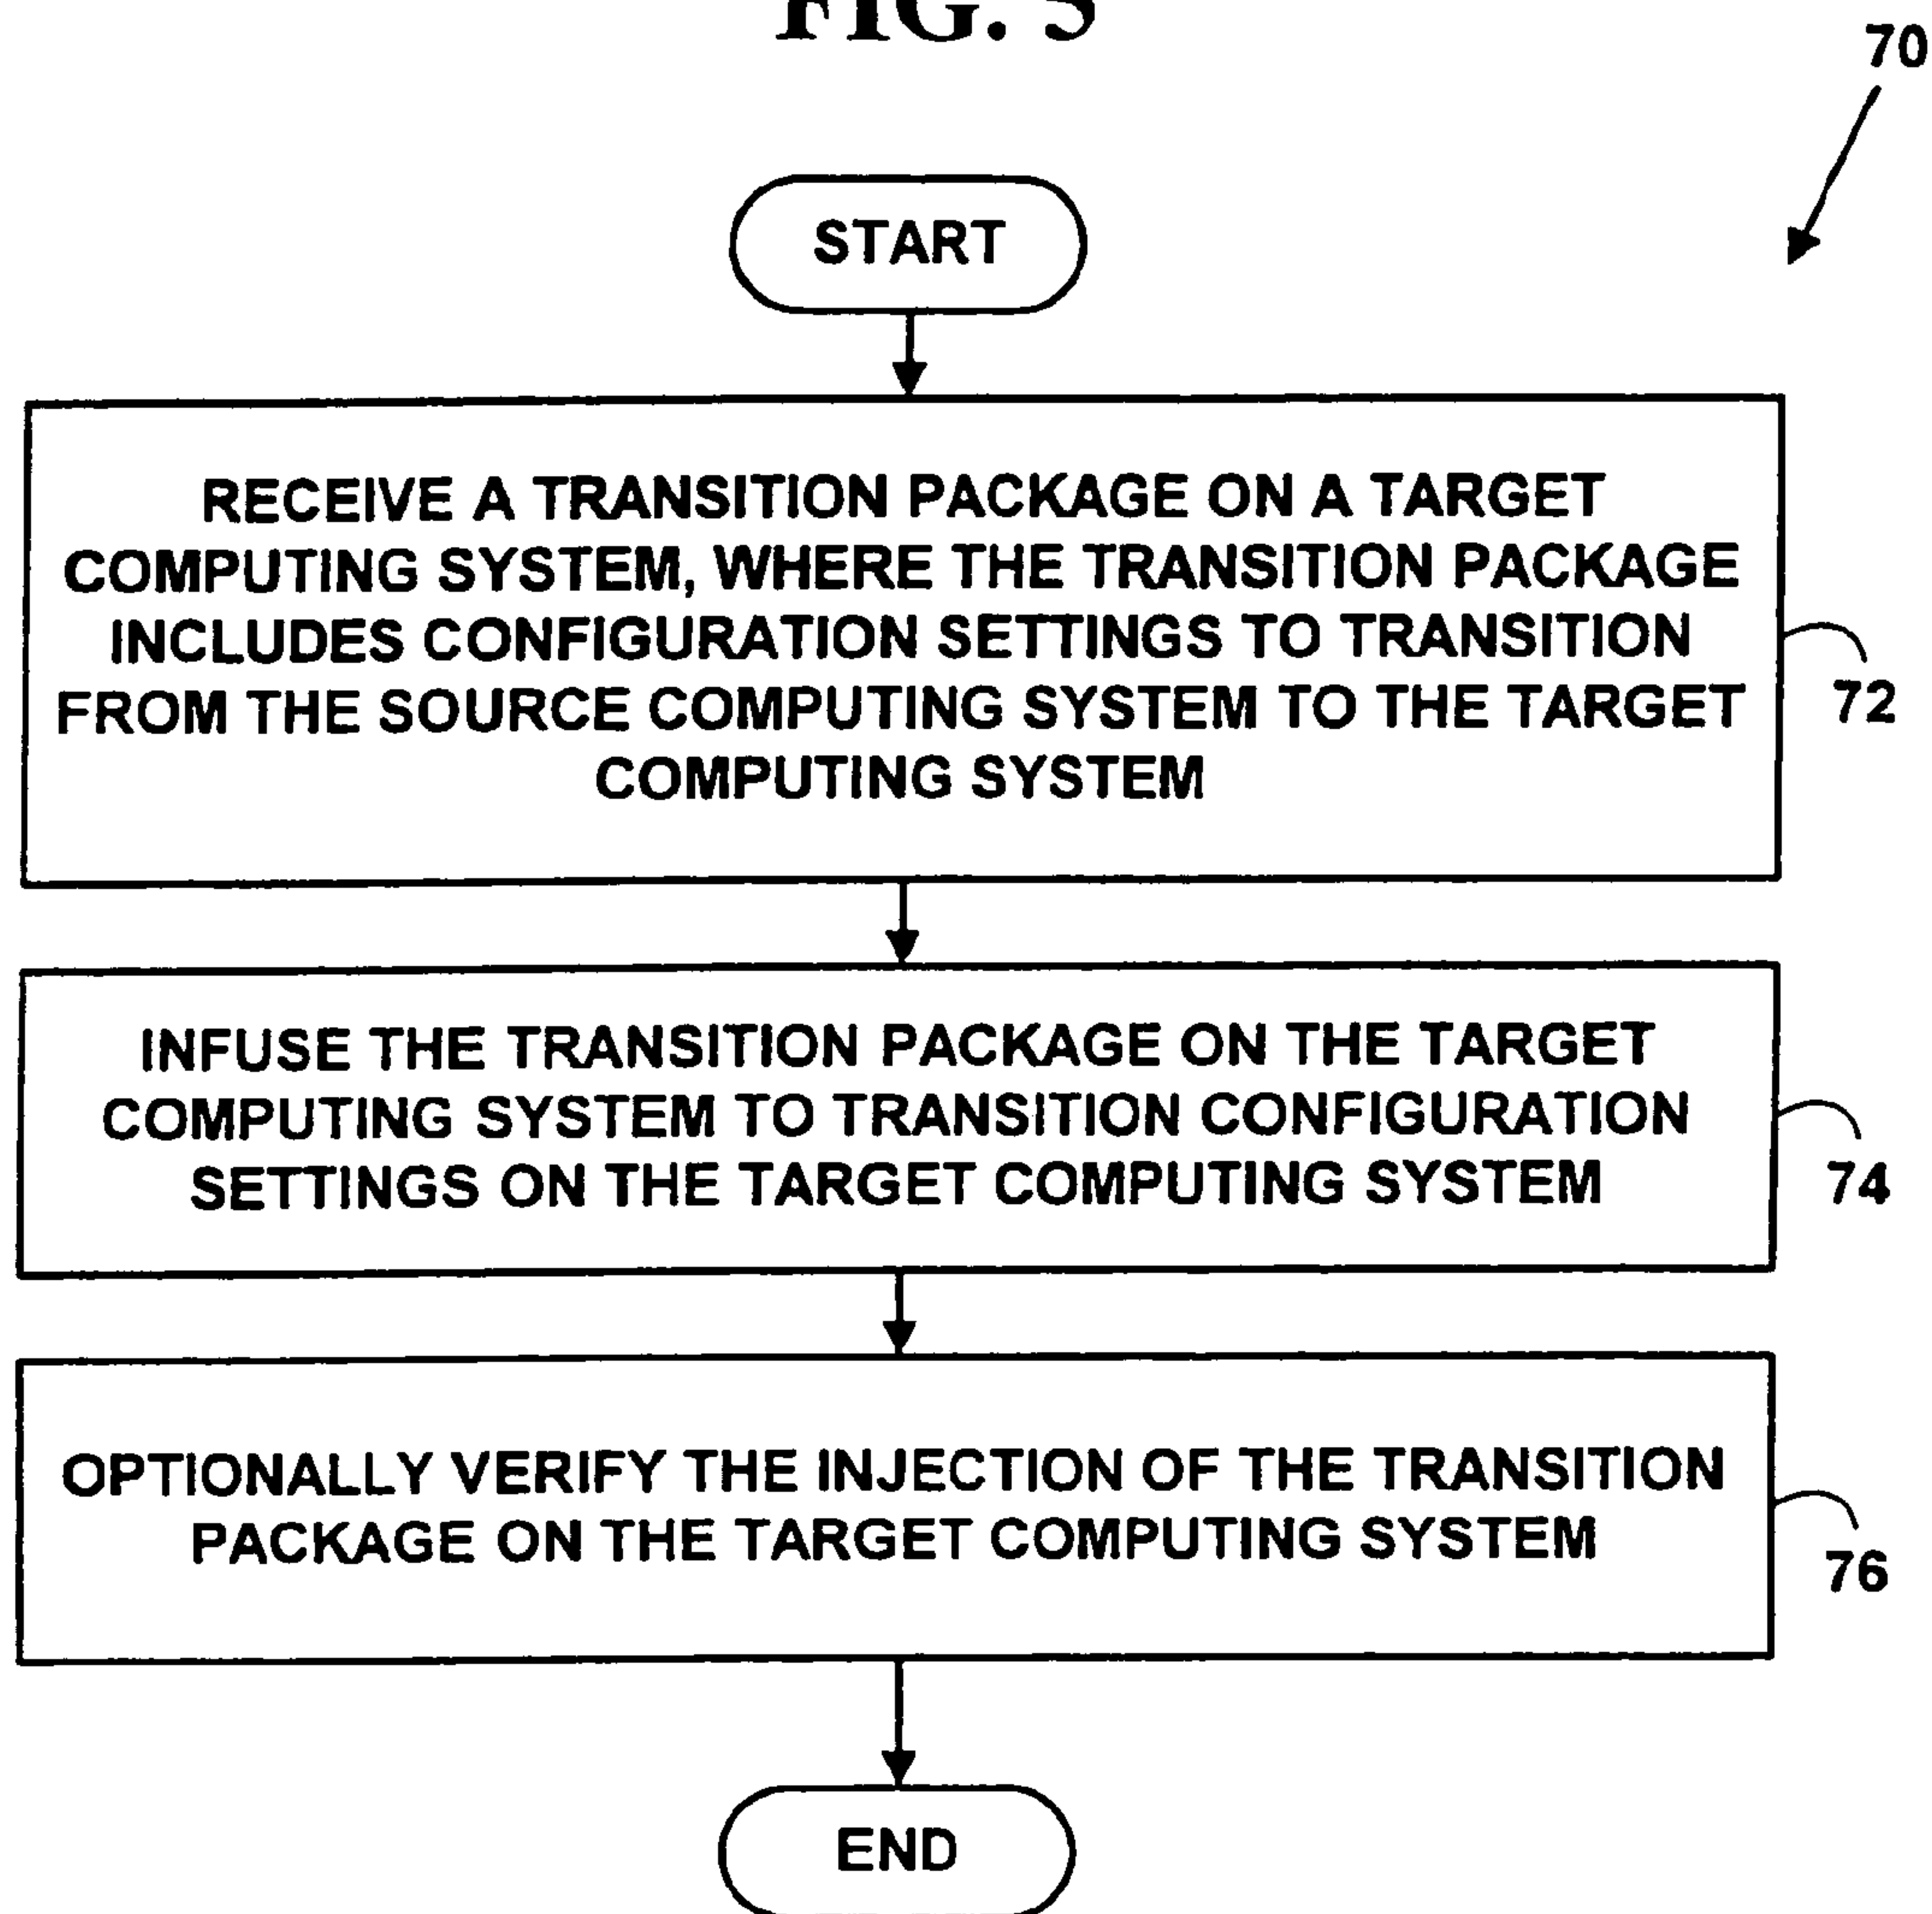 FIG. 5
70
START
RECEIVE A TRANSITION PACKAGE ON A TARGET
COMPUTING SYSTEM, WHERE THE TRANSITION PACKAGE
INCLUDES CONFIGURATION SETTINGS TO TRANSITION
FROM THE SOURCE COMPUTING SYSTEM TO THE TARGET
COMPUTING SYSTEM
72
INFUSE THE TRANSITION PACKAGE ON THE TARGET
COMPUTING SYSTEM TO TRANSITION CONFIGURATION
SETTINGS ON THE TARGET COMPUTING SYSTEM
74
OPTIONALLY VERIFY THE INJECTION OF THE TRANSITION
PACKAGE ON THE TARGET COMPUTING SYSTEM
76
END